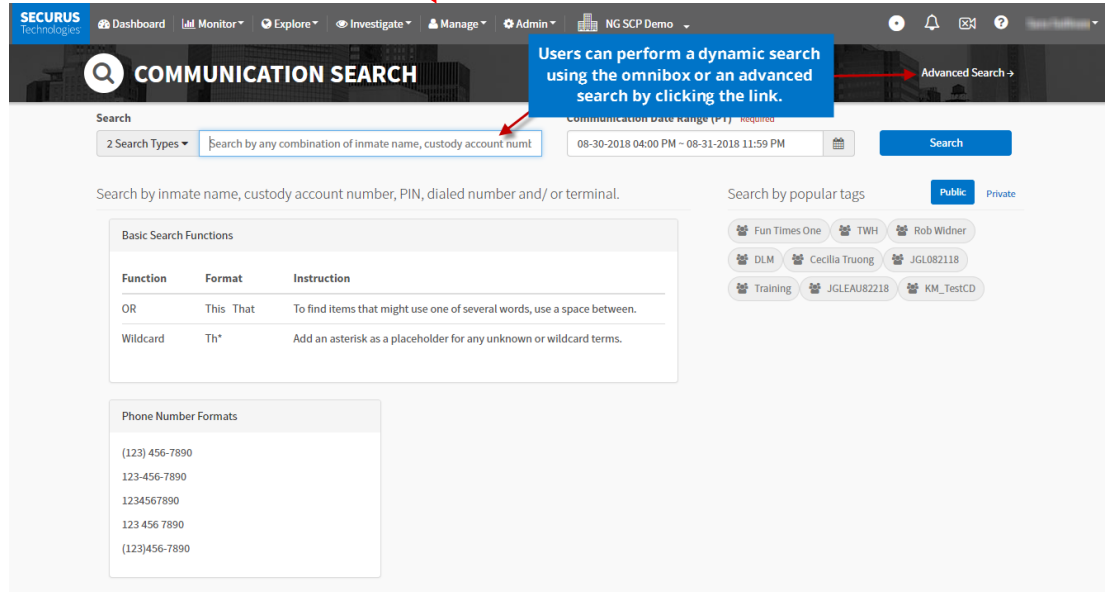 SECURUS Technologies Dashboard Monitor Explore Investigate Manage Admin NG SCP Demo
COMMUNICATION SEARCH
Users can perform a dynamic search
using the omnibox or an advanced
search by clicking the link.
Advanced Search →
Search Communication Date Range (PT) Required
2 Search Types Search by any combination of inmate name, custody account numb 08-30-2018 04:00 PM ~ 08-31-2018 11:59 PM Search
Search by inmate name, custody account number, PIN, dialed number and/ or terminal.
Search by popular tags Public Private
Fun Times One TWH Rob Widner
DLM Cecilia Truong JGL082118
Training JGLEAU82218 KM_TestCD
Basic Search Functions
Function Format Instruction
OR This That To find items that might use one of several words, use a space between.
Wildcard Th* Add an asterisk as a placeholder for any unknown or wildcard terms.
Phone Number Formats
(123) 456-7890
123-456-7890
1234567890
123 456 7890
(123)456-7890